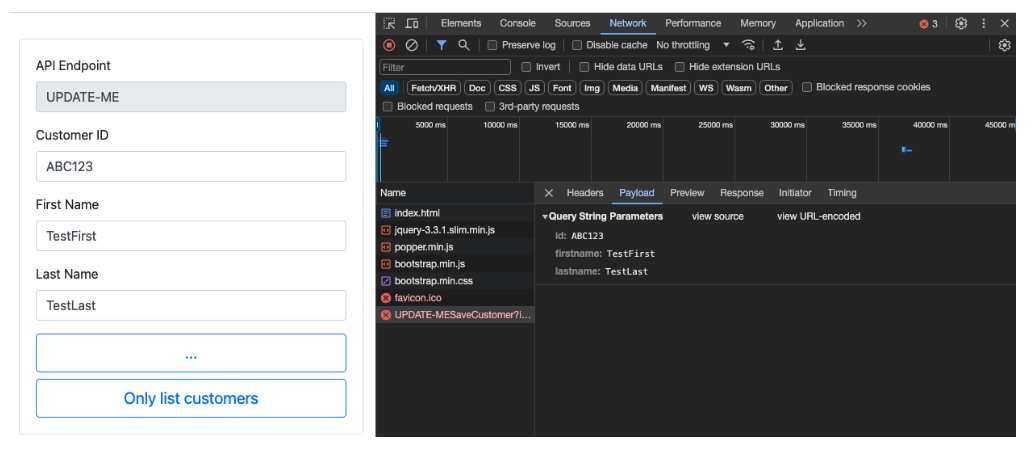 API Endpoint
UPDATE-ME
Customer ID
ABC123
First Name
TestFirst
Last Name
TestLast
...
Only list customers
Elements Console Sources Network Performance Memory Application >> 3
Preserve log Disable cache No throttling
Filter Invert Hide data URLs Hide extension URLs
All Fetch/XHR Doc CSS JS Font Img Media Manifest WS Wasm Other Blocked response cookies
Blocked requests 3rd-party requests
5000 ms 10000 ms 15000 ms 20000 ms 25000 ms 30000 ms 35000 ms 40000 ms 45000 m
Name
index.html
jquery-3.3.1.slim.min.js
popper.min.js
bootstrap.min.js
bootstrap.min.css
favicon.ico
UPDATE-MESaveCustomer?i...
Headers Payload Preview Response Initiator Timing
Query String Parameters view source view URL-encoded
id: ABC123
firstname: TestFirst
lastname: TestLast